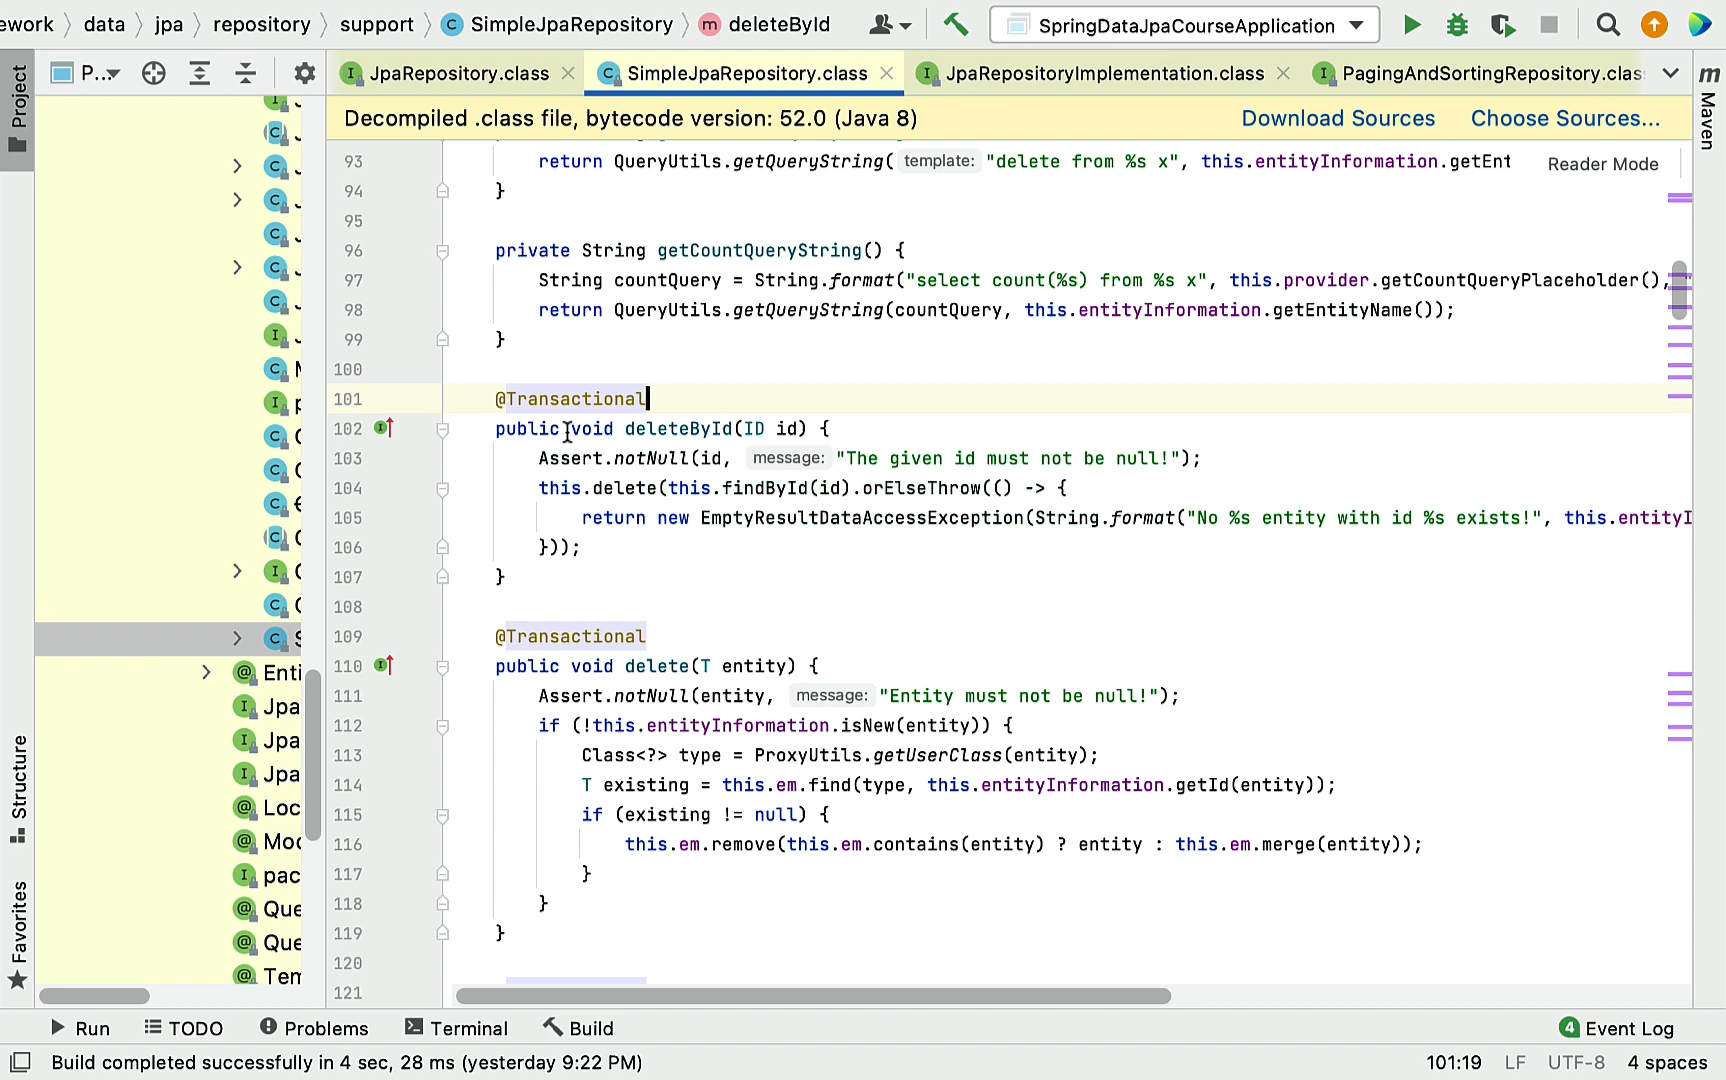 ework data jpa repository support C SimpleJpaRepository m deleteById SpringDataJpaCourseApplication
Project P... I JpaRepository.class C SimpleJpaRepository.class I JpaRepositoryImplementation.class I PagingAndSortingRepository.clas m Maven
Decompiled .class file, bytecode version: 52.0 (Java 8) Download Sources Choose Sources...
Reader Mode
93 return QueryUtils.getQueryString( template: "delete from %s x", this.entityInformation.getEnt
94 }
95
96 private String getCountQueryString() {
97 String countQuery = String.format("select count(%s) from %s x", this.provider.getCountQueryPlaceholder(), "
98 return QueryUtils.getQueryString(countQuery, this.entityInformation.getEntityName());
99 }
100
101 @Transactional
102 public void deleteById(ID id) {
103 Assert.notNull(id, message: "The given id must not be null!");
104 this.delete(this.findById(id).orElseThrow(() -> {
105 return new EmptyResultDataAccessException(String.format("No %s entity with id %s exists!", this.entityI
106 }));
107 }
108
109 @Transactional
110 public void delete(T entity) {
111 Assert.notNull(entity, message: "Entity must not be null!");
112 if (!this.entityInformation.isNew(entity)) {
113 Class<?> type = ProxyUtils.getUserClass(entity);
114 T existing = this.em.find(type, this.entityInformation.getId(entity));
115 if (existing != null) {
116 this.em.remove(this.em.contains(entity) ? entity : this.em.merge(entity));
117 }
118 }
119 }
120
121
@ Enti
I Jpa
I Jpa
I Jpa
@ Loc
@ Mod
I pac
@ Que
@ Que
@ Tem
Structure
Favorites
Run TODO Problems Terminal Build 4 Event Log
Build completed successfully in 4 sec, 28 ms (yesterday 9:22 PM) 101:19 LF UTF-8 4 spaces